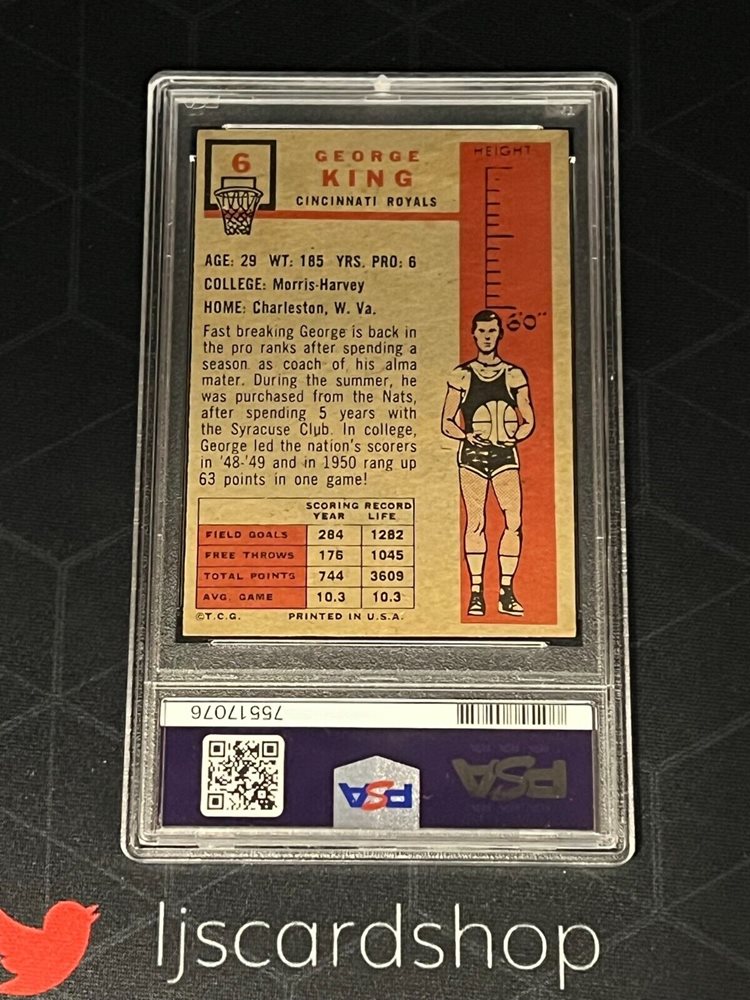 6
GEORGE
KING
CINCINNATI ROYALS
HEIGHT
6'0"
AGE: 29 WT: 185 YRS. PRO: 6
COLLEGE: Morris-Harvey
HOME: Charleston, W. Va.
Fast breaking George is back in
the pro ranks after spending a
season as coach of his alma
mater. During the summer, he
was purchased from the Nats,
after spending 5 years with
the Syracuse Club. In college,
George led the nation's scorers
in '48-'49 and in 1950 rang up
63 points in one game!
SCORING RECORD
YEAR LIFE
FIELD GOALS 284 1282
FREE THROWS 176 1045
TOTAL POINTS 744 3609
AVG. GAME 10.3 10.3
©T.C.G. PRINTED IN U.S.A.
75517076
PSA
PSA
ljscardshop